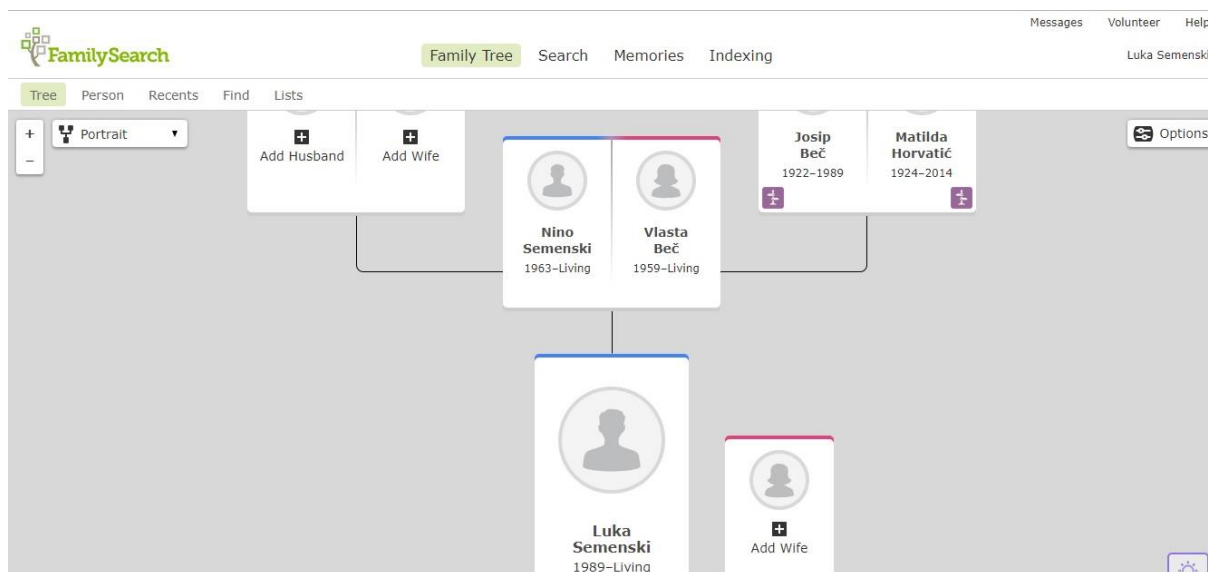 Messages Volunteer Help
FamilySearch
Family Tree Search Memories Indexing
Luka Semenski
Tree Person Recents Find Lists
+
−
Portrait
Options
Add Husband
Add Wife
Nino
Semenski
1963–Living
Vlasta
Beč
1959–Living
Josip
Beč
1922–1989
Matilda
Horvatić
1924–2014
Luka
Semenski
1989–Living
Add Wife